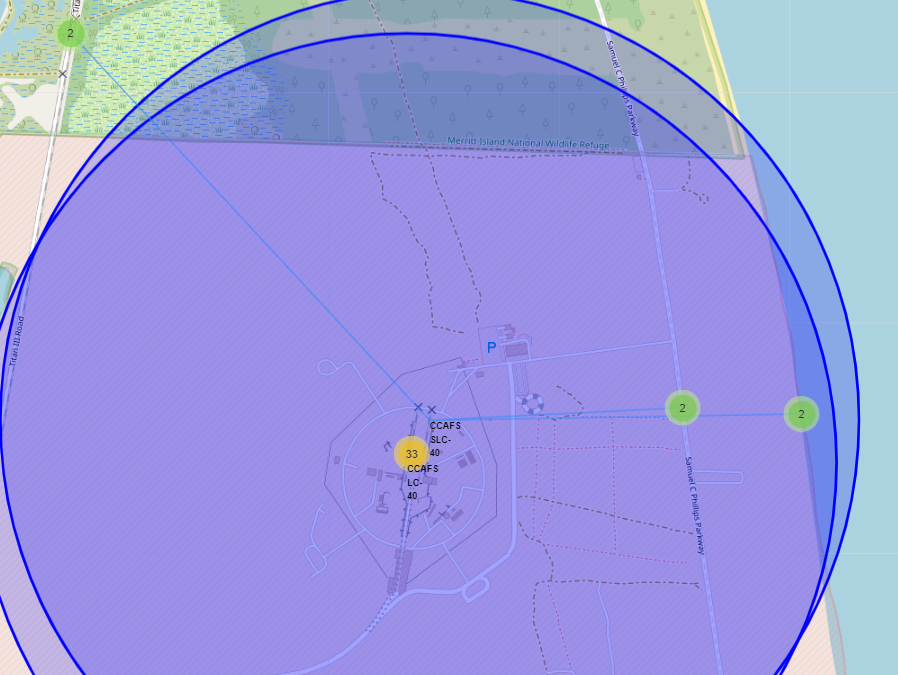 Tita
2
Samuel C Phillips Parkway
Merritt Island National Wildlife Refuge
Titan III Road
P
2
2
CCAFS
SLC-
40
33
CCAFS
LC-
40
Samuel C Phillips Parkway